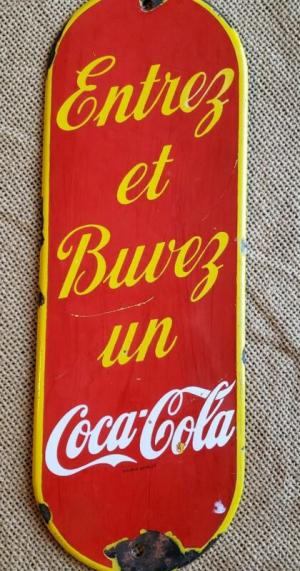 Entrez
et
Buvez
un
Coca-Cola